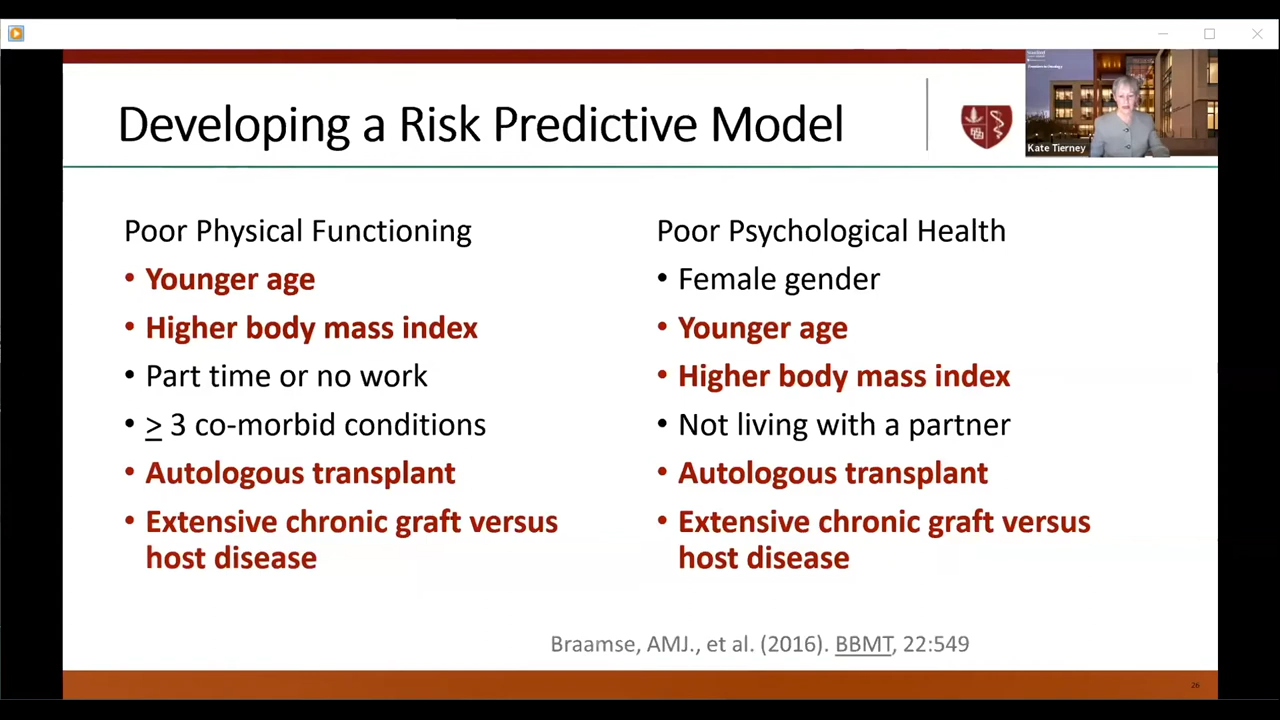 Developing a Risk Predictive Model
Kate Tierney
Poor Physical Functioning
• Younger age
• Higher body mass index
• Part time or no work
• > 3 co-morbid conditions
• Autologous transplant
• Extensive chronic graft versus
host disease
Poor Psychological Health
• Female gender
• Younger age
• Higher body mass index
• Not living with a partner
• Autologous transplant
• Extensive chronic graft versus
host disease
Braamse, AMJ., et al. (2016). BBMT, 22:549
26